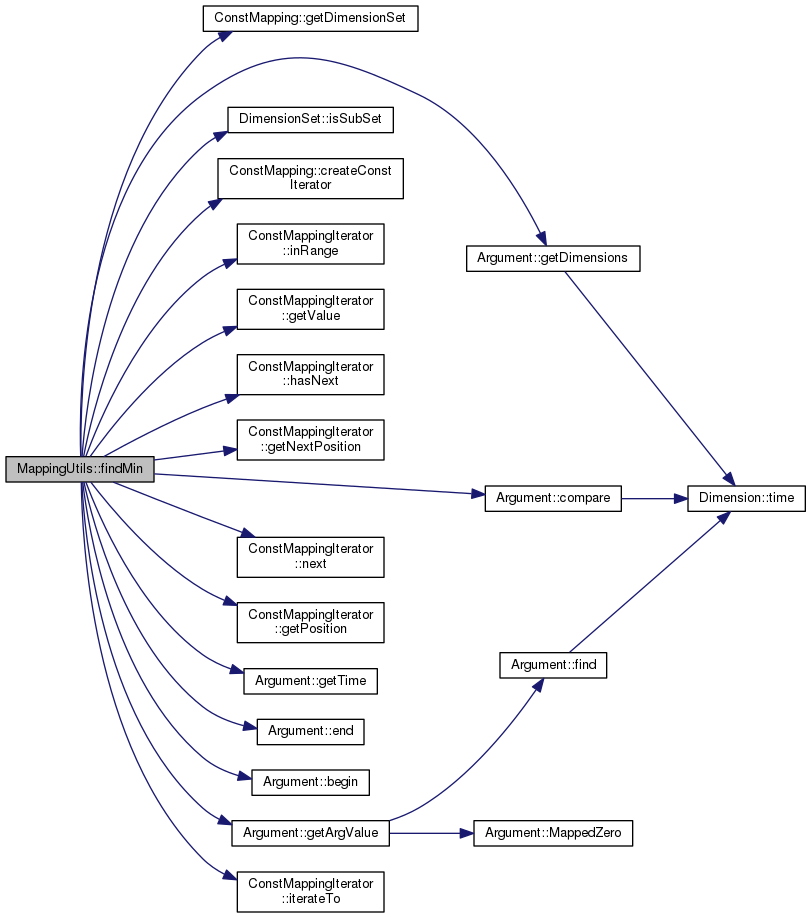 ConstMapping::getDimensionSet
DimensionSet::isSubSet
ConstMapping::createConst
Iterator
ConstMappingIterator
::inRange
Argument::getDimensions
ConstMappingIterator
::getValue
ConstMappingIterator
::hasNext
ConstMappingIterator
::getNextPosition
MappingUtils::findMin
Argument::compare
Dimension::time
ConstMappingIterator
::next
ConstMappingIterator
::getPosition
Argument::find
Argument::getTime
Argument::end
Argument::begin
Argument::getArgValue
Argument::MappedZero
ConstMappingIterator
::iterateTo